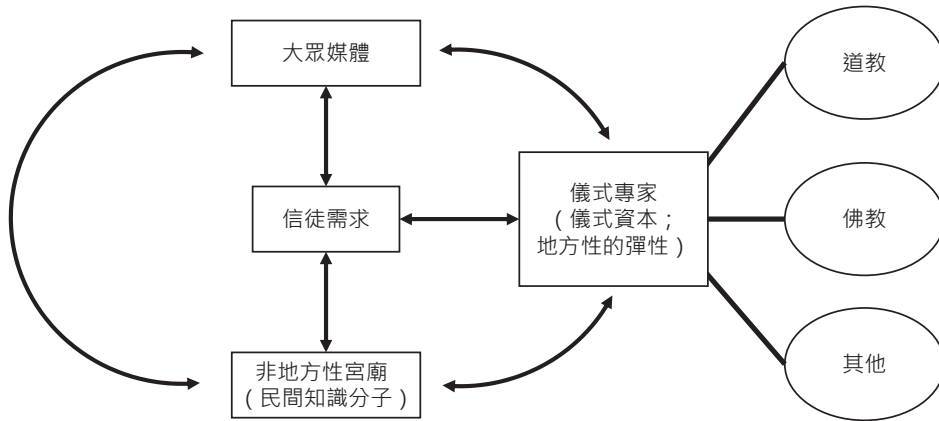 大眾媒體
道教
儀式專家
（儀式資本；
地方性的彈性）
信徒需求
佛教
非地方性宮廟
（民間知識分子）
其他